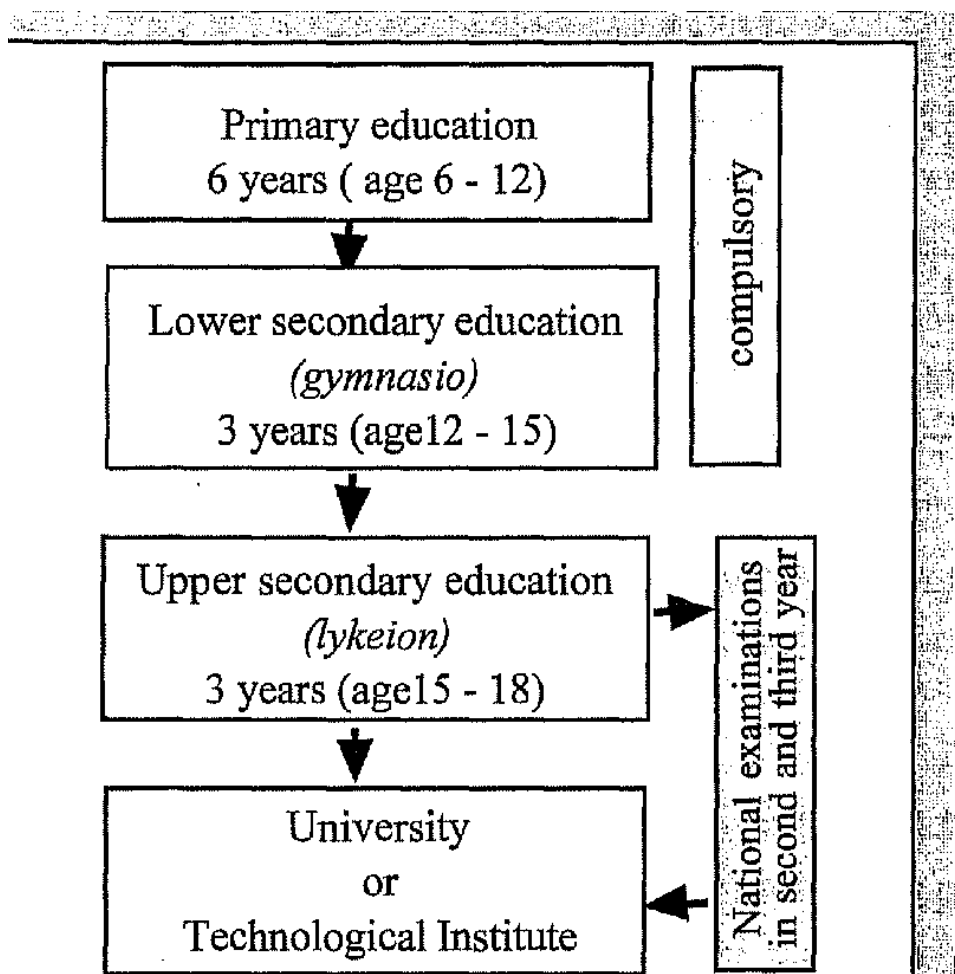 Primary education
6 years ( age 6 - 12)
compulsory
Lower secondary education
(gymnasio)
3 years (age12 - 15)
Upper secondary education
(lykeion)
3 years (age15 - 18)
National examinations
in second and third year
University
or
Technological Institute